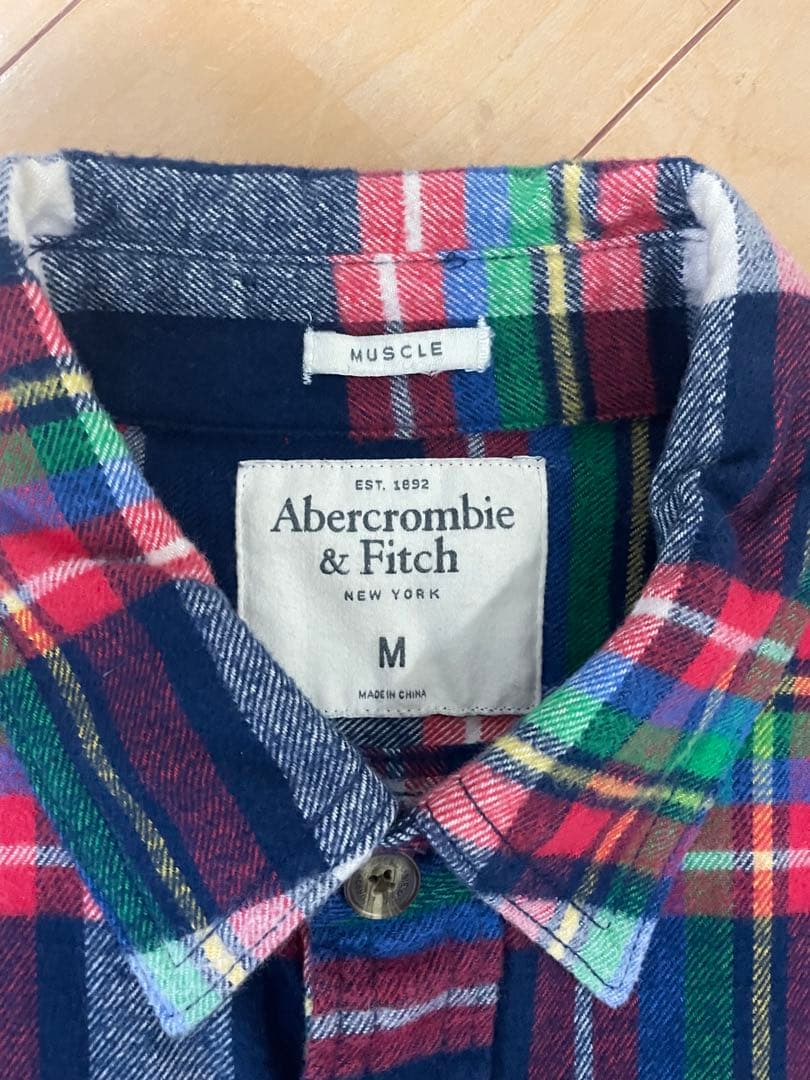 MUSCLE
EST. 1892
Abercrombie
& Fitch
NEW YORK
M
MADE IN CHINA